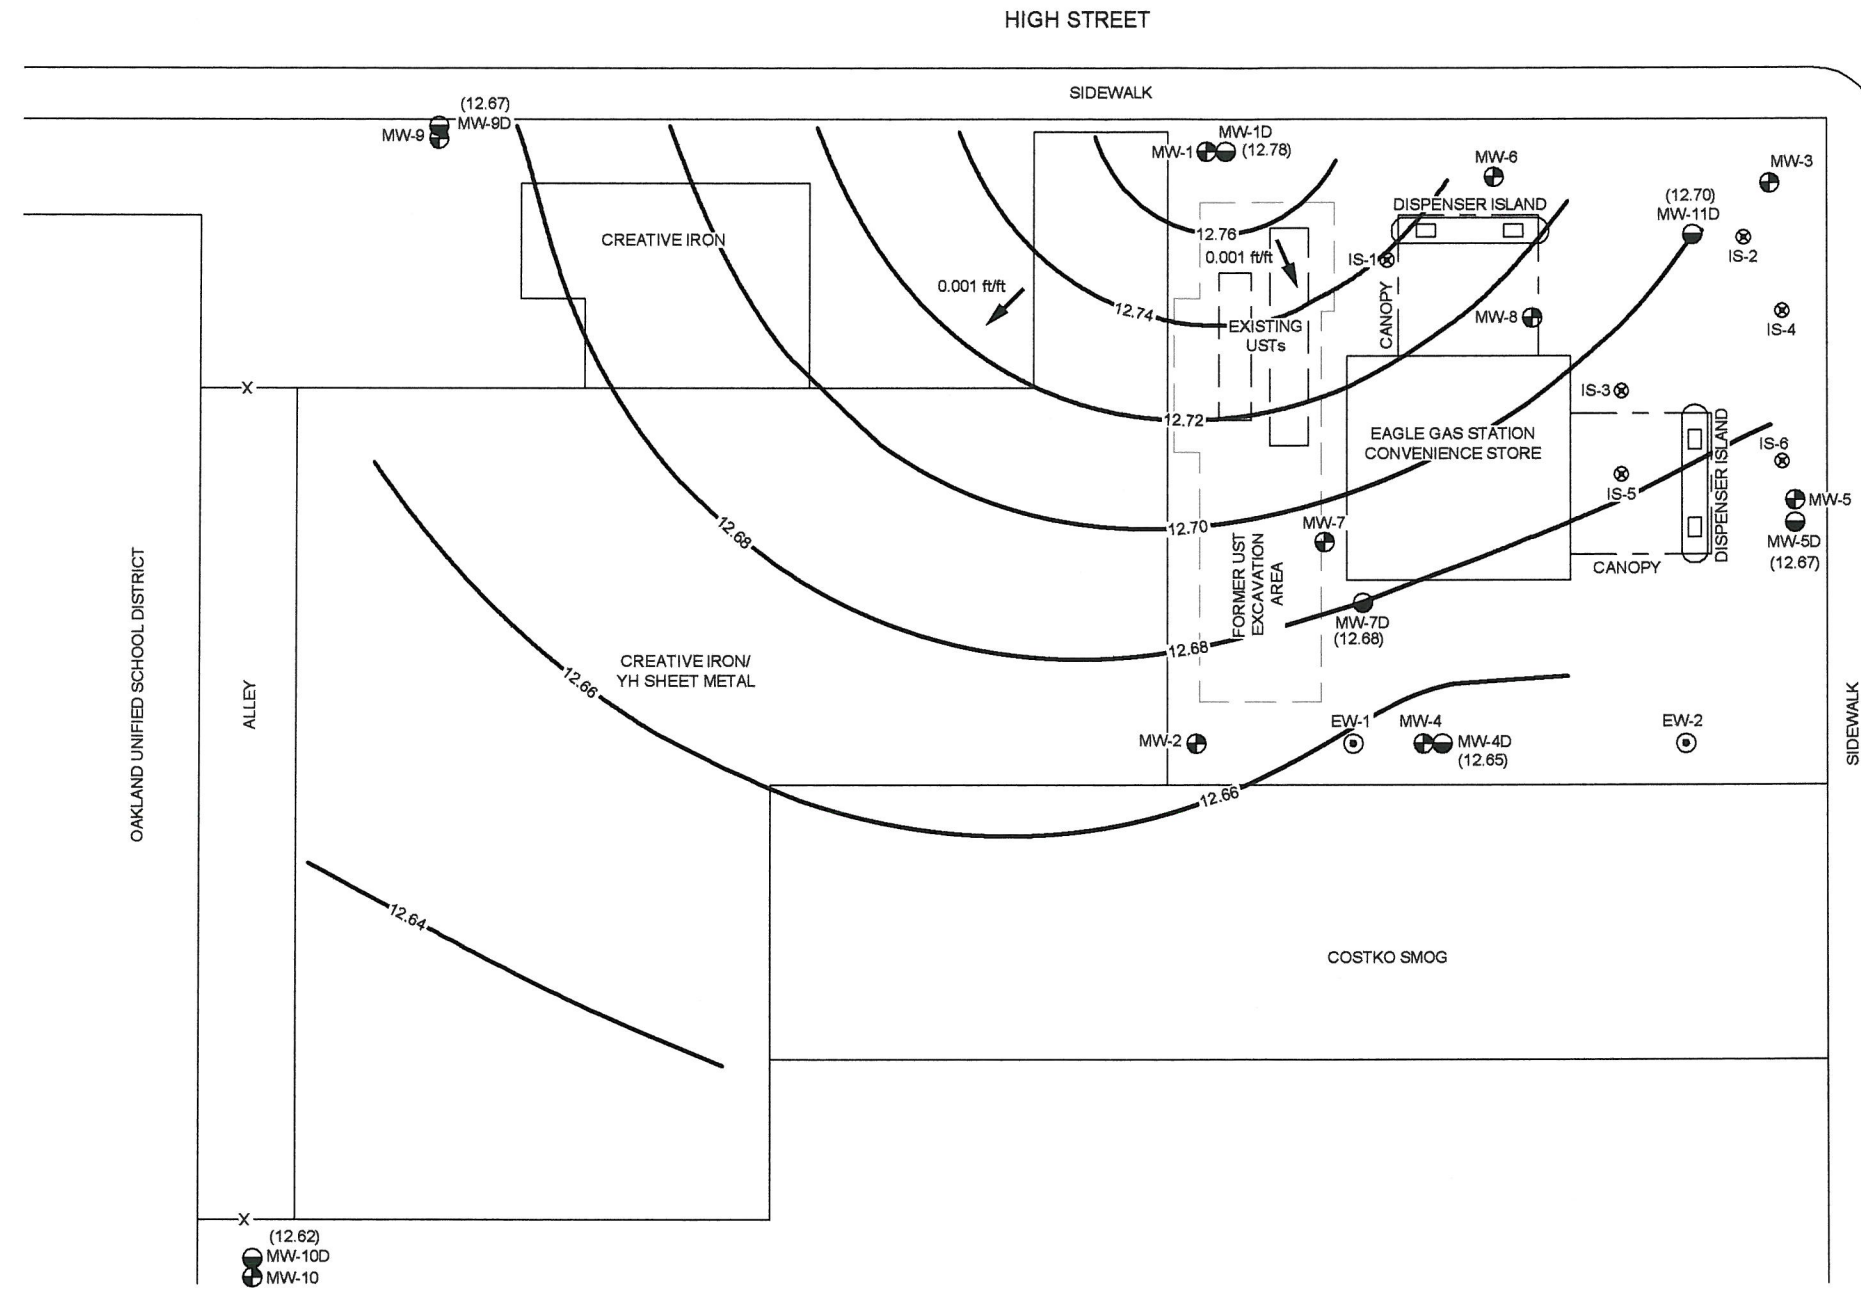 HIGH STREET
SIDEWALK
(12.67)
MW-9D
MW-9
MW-1D
MW-1
(12.78)
MW-6
MW-3
DISPENSER ISLAND
(12.70)
MW-11D
IS-2
CREATIVE IRON
12.76
0.001 ft/ft
IS-1
0.001 ft/ft
12.74
EXISTING
USTs
CANOPY
MW-8
IS-4
X
IS-3
12.72
EAGLE GAS STATION
CONVENIENCE STORE
DISPENSER ISLAND
IS-6
IS-5
MW-5
MW-5D
(12.67)
12.68
12.70
MW-7
CANOPY
FORMER UST
EXCAVATION
AREA
MW-7D
(12.68)
12.68
OAKLAND UNIFIED SCHOOL DISTRICT
ALLEY
CREATIVE IRON/
YH SHEET METAL
12.66
SIDEWALK
MW-2
EW-1
MW-4
MW-4D
(12.65)
EW-2
12.66
12.64
COSTKO SMOG
X
(12.62)
MW-10D
MW-10